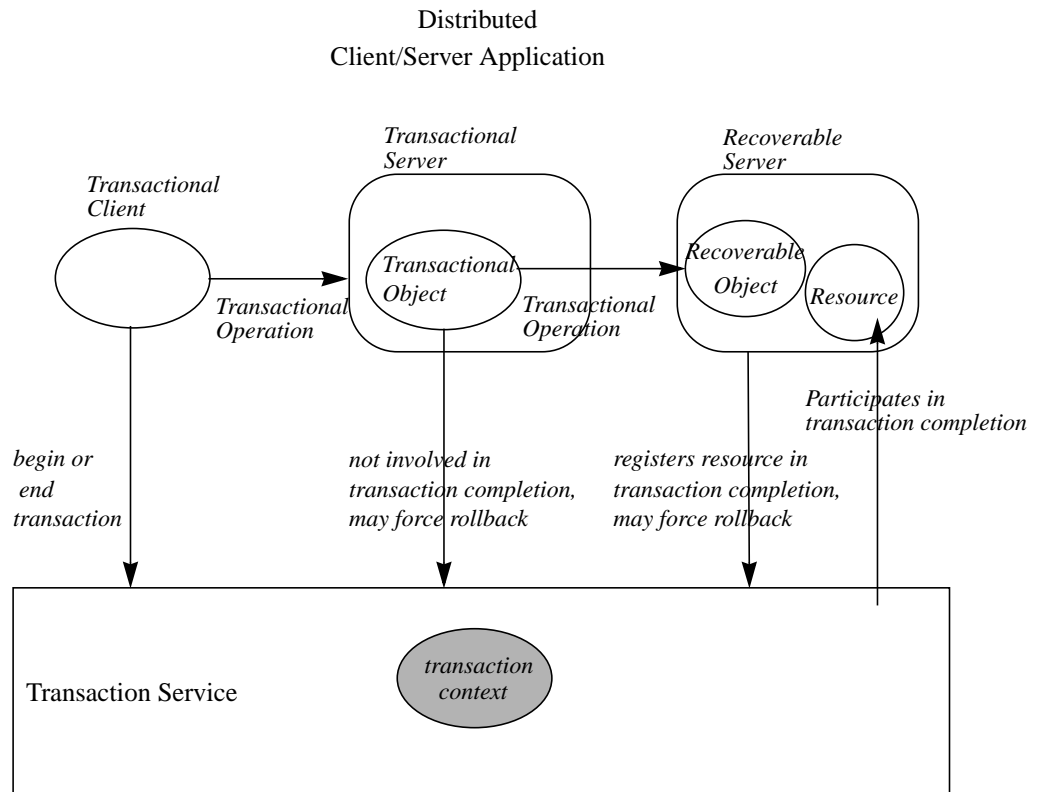 Distributed
Client/Server Application
Transactional
Server
Recoverable
Server
Transactional
Client
Transactional
Object
Recoverable
Object
Resource
Transactional
Operation
Transactional
Operation
Participates in
transaction completion
begin or
end
transaction
not involved in
transaction completion,
may force rollback
registers resource in
transaction completion,
may force rollback
transaction
context
Transaction Service